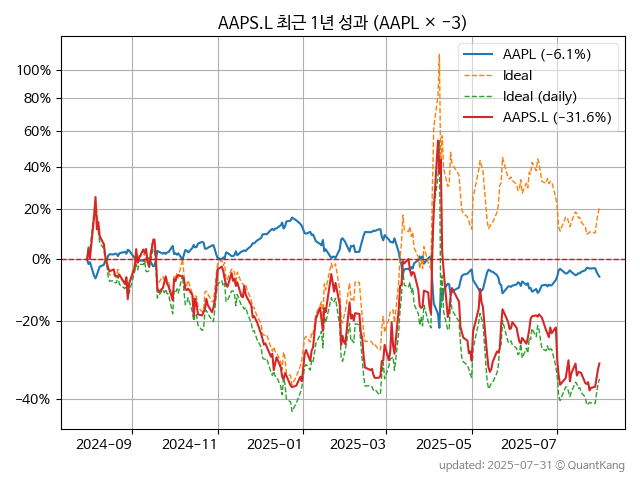 AAPS.L 최근 1년 성과 (AAPL × −3)
AAPL (−6.1%)
Ideal
Ideal (daily)
AAPS.L (−31.6%)
100%
80%
60%
40%
20%
0%
−20%
−40%
2024−09
2024−11
2025−01
2025−03
2025−05
2025−07
updated: 2025-07-31 © QuantKang